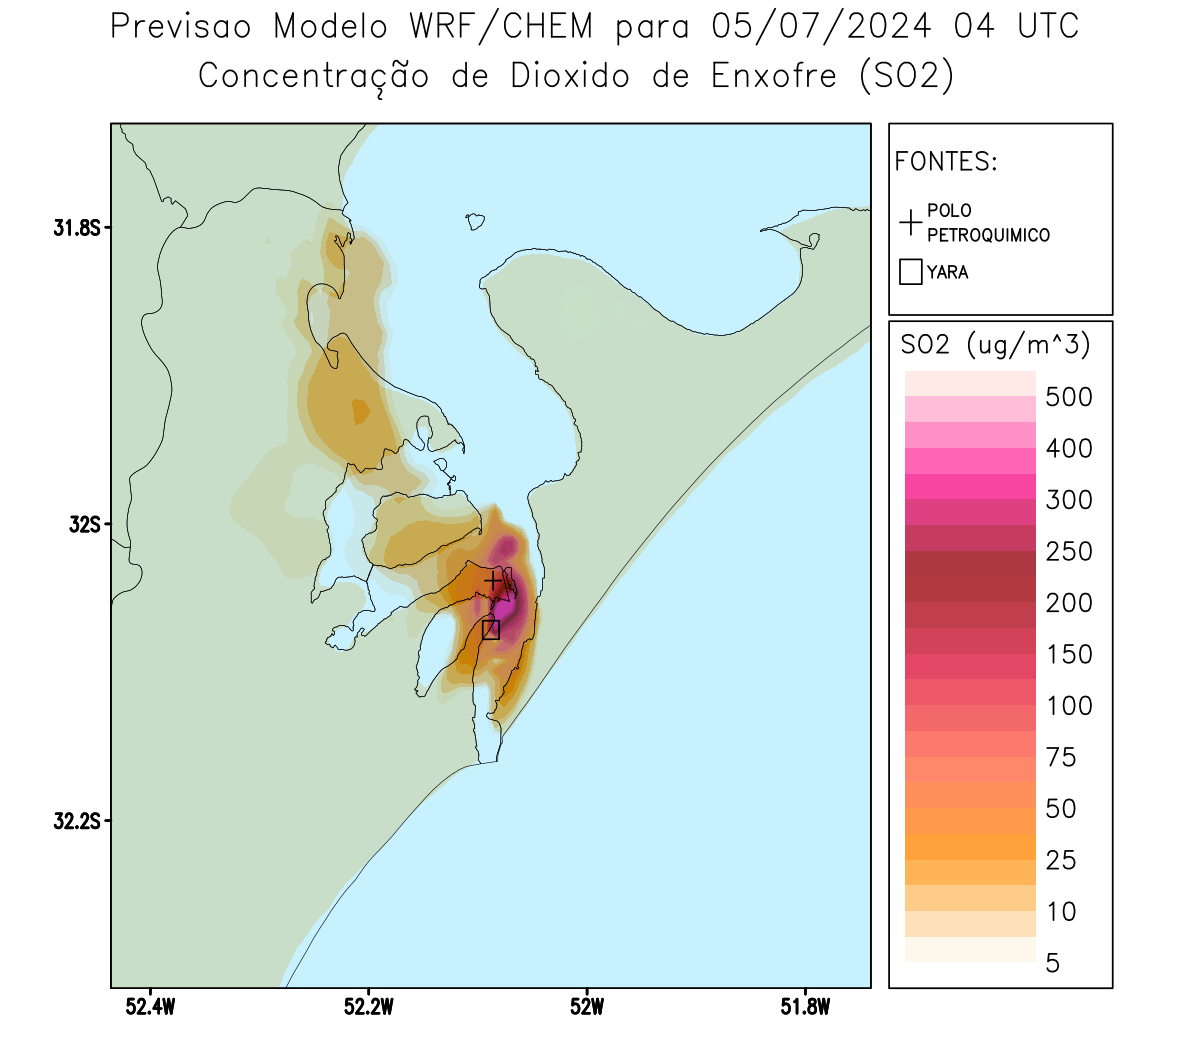 Previsao Modelo WRF/CHEM para 05/07/2024 04 UTC
Concentração de Dioxido de Enxofre (SO2)
FONTES:
POLO
PETROQUIMICO
YARA
31.8S
32S
32.2S
52.4W
52.2W
52W
51.8W
SO2 (ug/m^3)
500
400
300
250
200
150
100
75
50
25
10
5